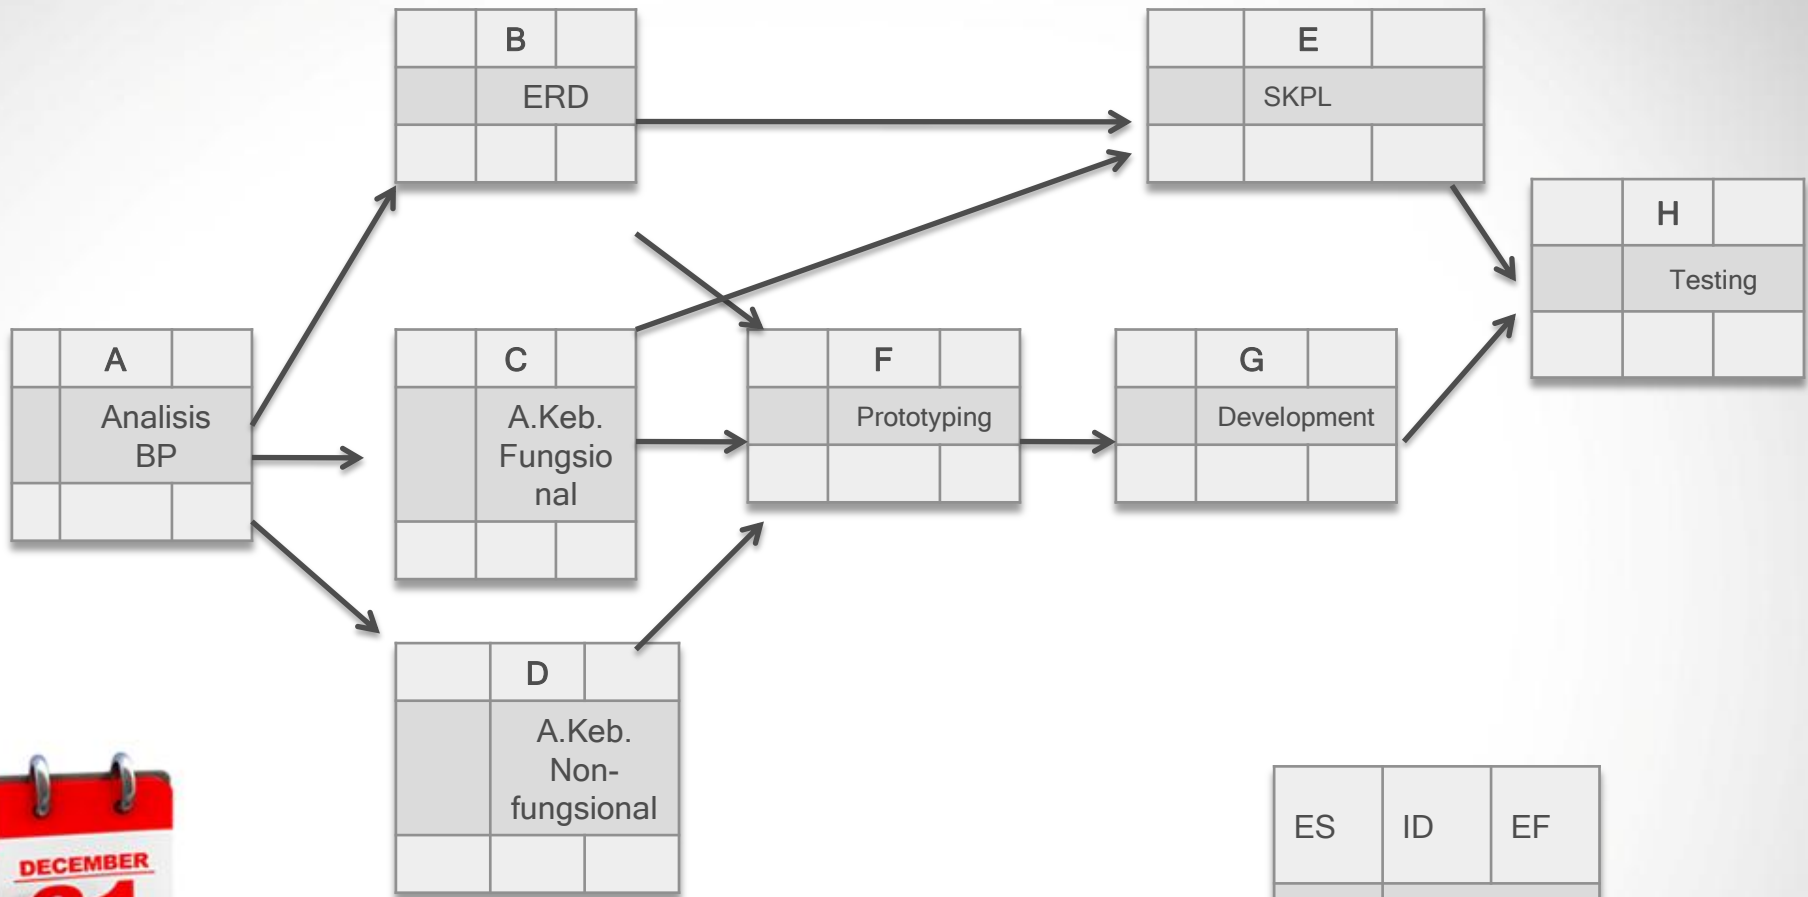 B
ERD
E
SKPL
H
Testing
A
Analisis
BP
C
A.Keb.
Fungsio
nal
F
Prototyping
G
Development
D
A.Keb.
Non-
fungsional
DECEMBER
ES
ID
EF